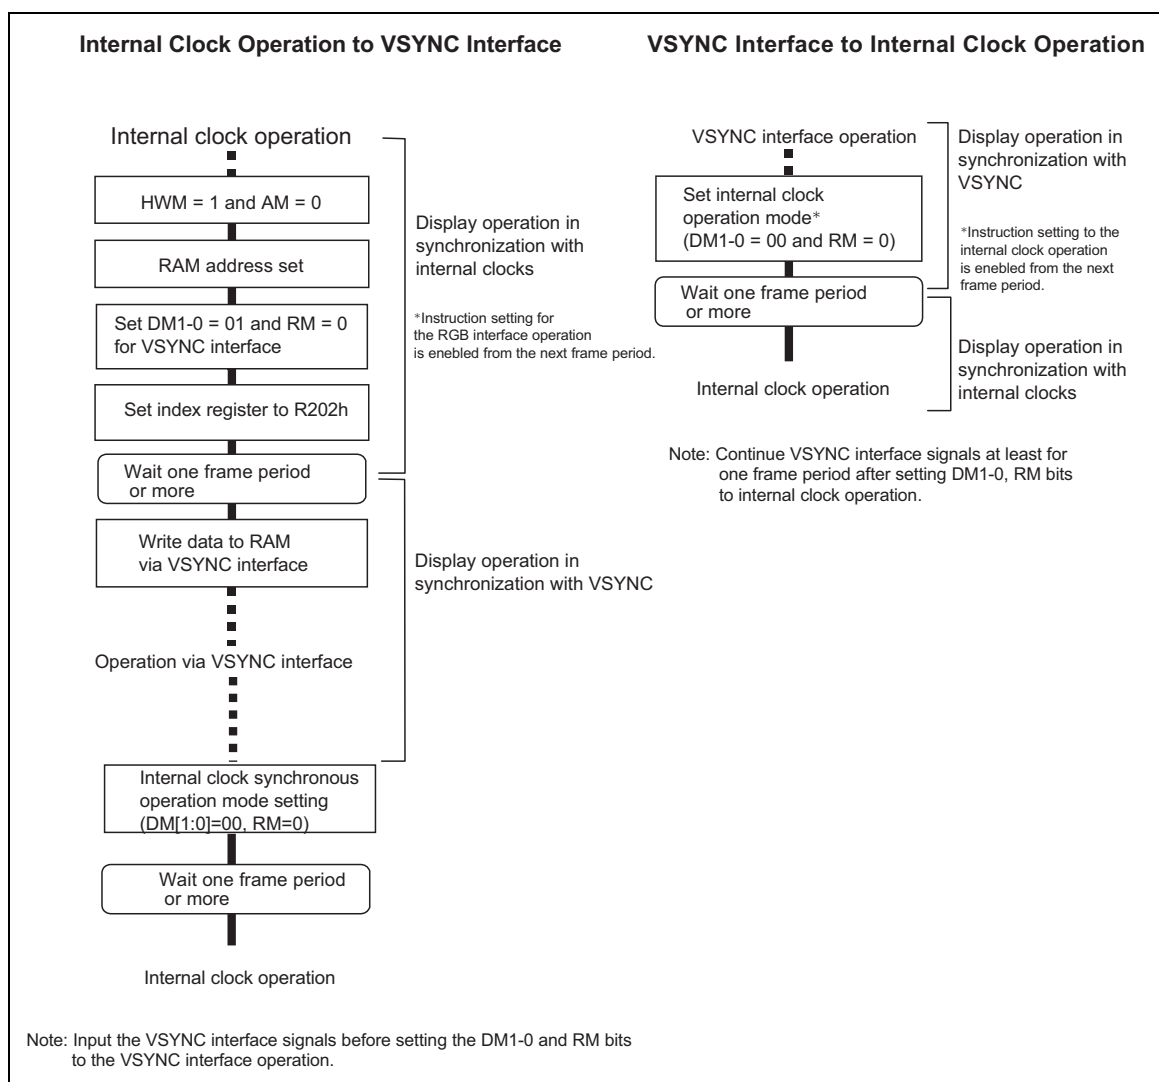 Internal Clock Operation to VSYNC Interface
Internal clock operation
HWM = 1 and AM = 0
RAM address set
Set DM1-0 = 01 and RM = 0
for VSYNC interface
Set index register to R202h
Wait one frame period
or more
Write data to RAM
via VSYNC interface
Operation via VSYNC interface
Internal clock synchronous
operation mode setting
(DM[1:0]=00, RM=0)
Wait one frame period
or more
Internal clock operation
Display operation in
synchronization with
internal clocks
*Instruction setting for
the RGB interface operation
is enabled from the next frame period.
Display operation in
synchronization with VSYNC
Note: Input the VSYNC interface signals before setting the DM1-0 and RM bits
to the VSYNC interface operation.
VSYNC Interface to Internal Clock Operation
VSYNC interface operation
Set internal clock
operation mode*
(DM1-0 = 00 and RM = 0)
Wait one frame period
or more
Internal clock operation
Display operation in
synchronization with
VSYNC
*Instruction setting to the
internal clock operation
is enabled from the next
frame period.
Display operation in
synchronization with
internal clocks
Note: Continue VSYNC interface signals at least for
one frame period after setting DM1-0, RM bits
to internal clock operation.